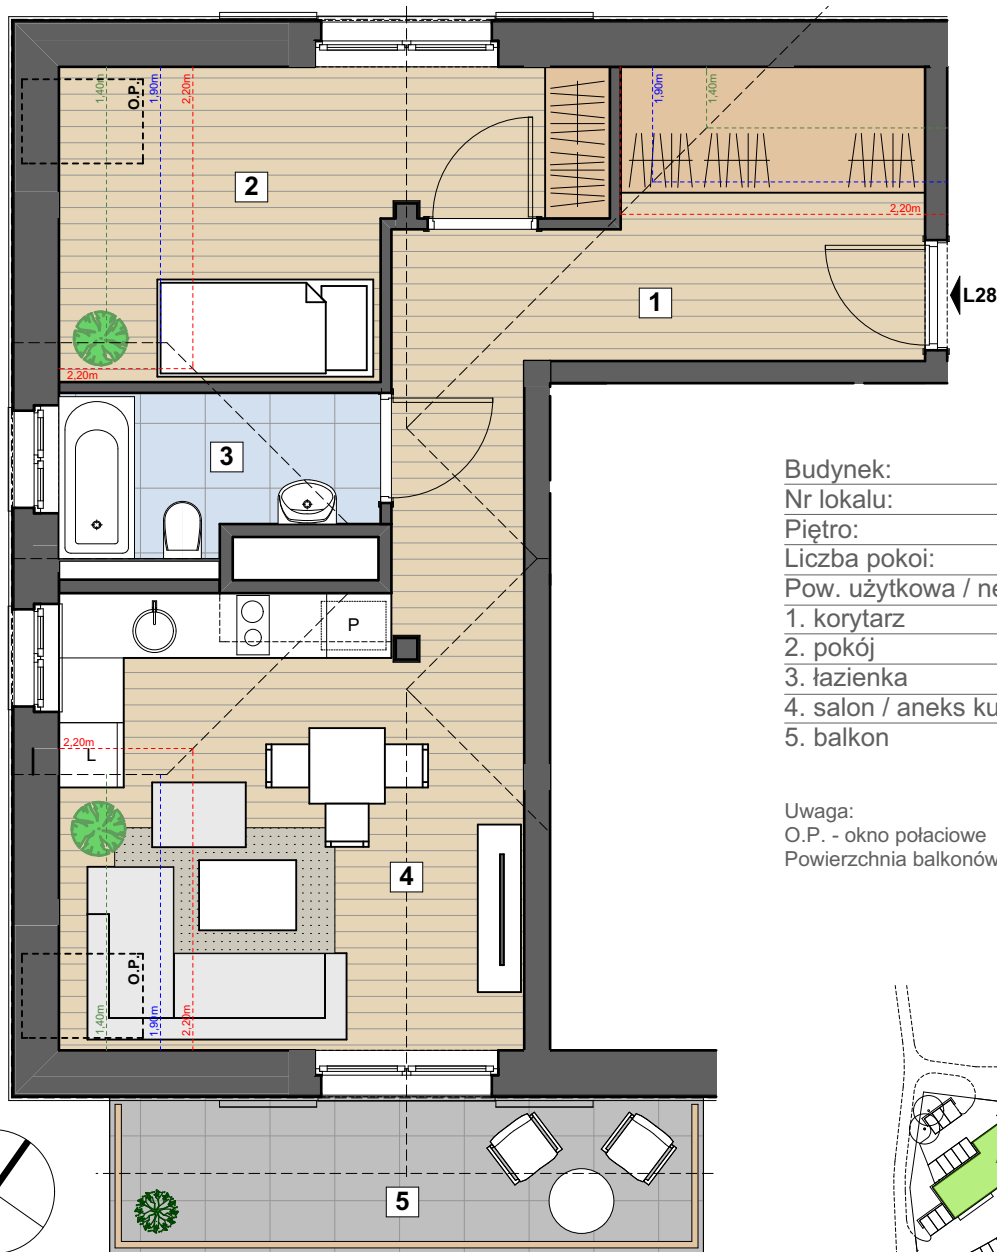 1,40m
O.P.
1,90m
2,20m
1,90m
1,40m
2
2,20m
1
L28
2,20m
3
Budynek:
Nr lokalu:
Piętro:
Liczba pokoi:
Pow. użytkowa / ne
1. korytarz
2. pokój
3. łazienka
4. salon / aneks ku
5. balkon
P
2,20m
L
Uwaga:
O.P. - okno połaciowe
Powierzchnia balkonów
4
O.P.
1,40m
1,90m
2,20m
5